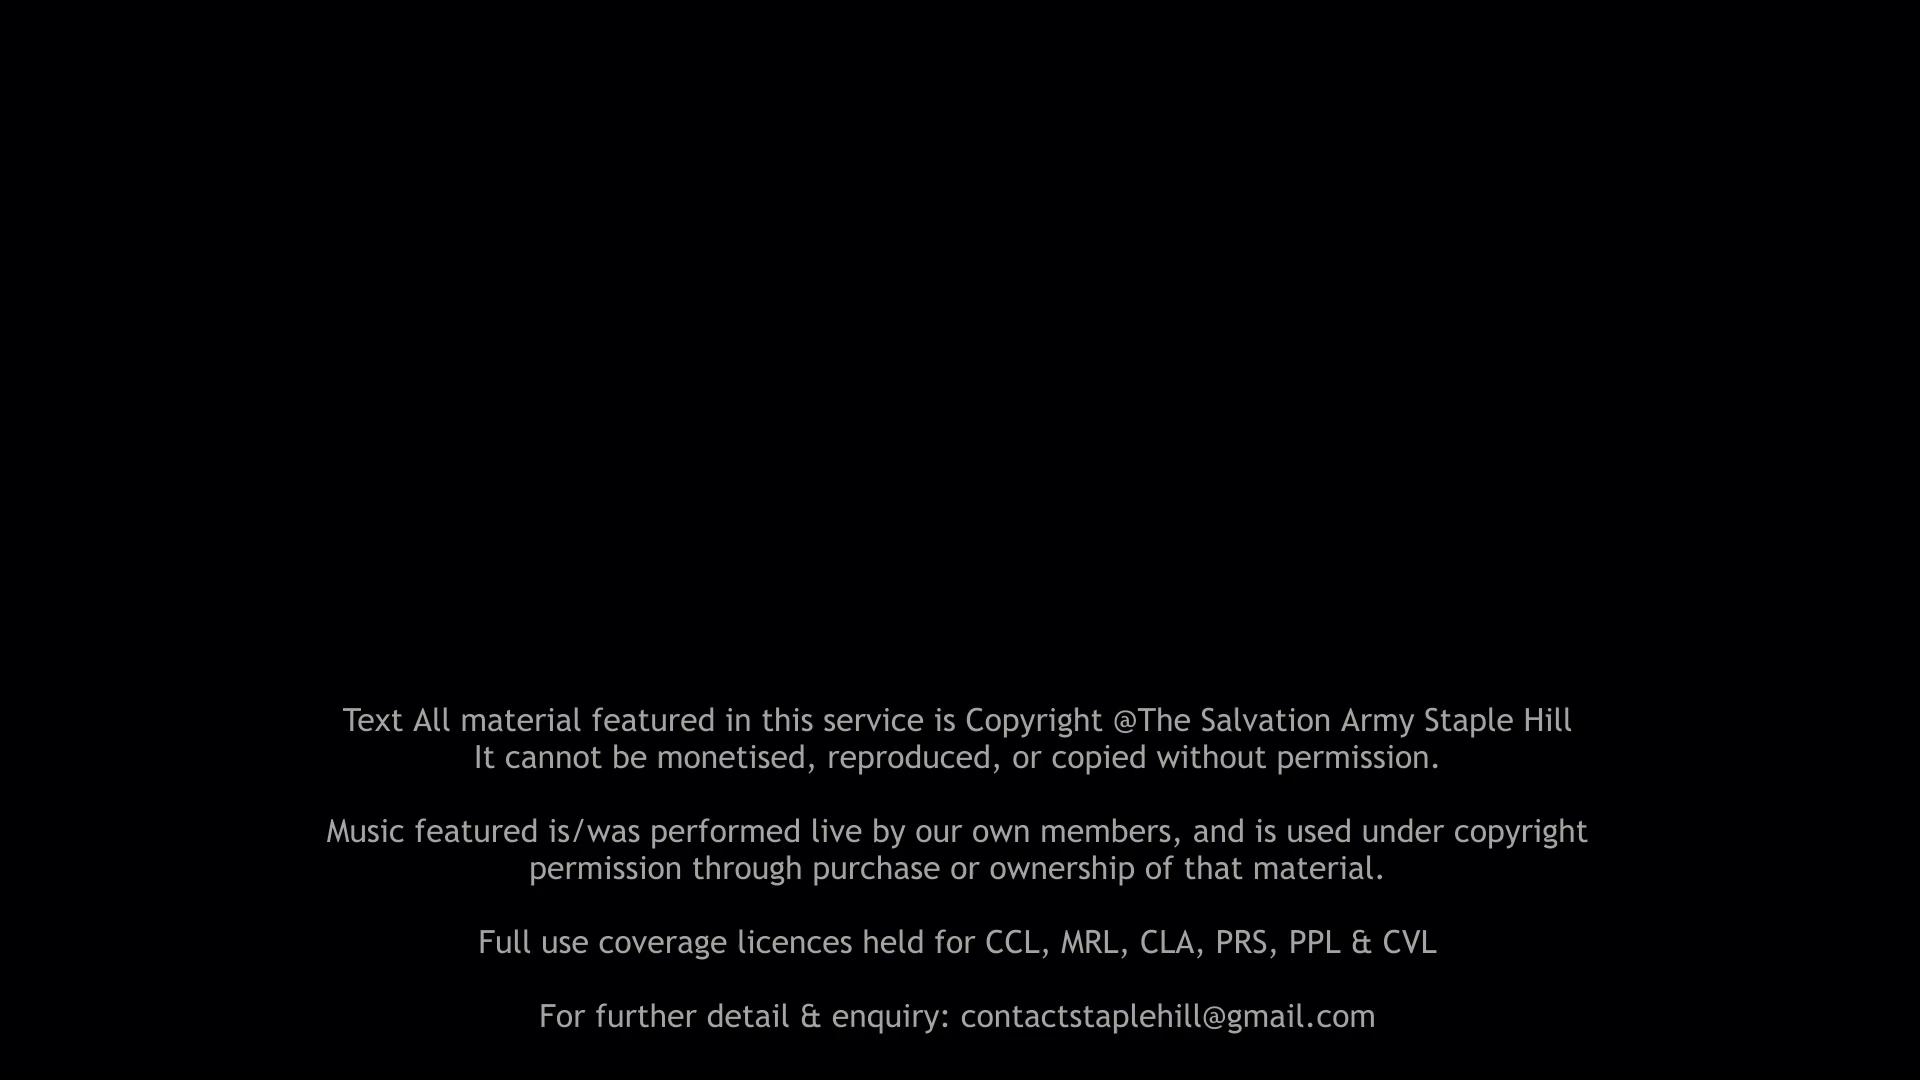 Text All material featured in this service is Copyright @The Salvation Army Staple Hill
It cannot be monetised, reproduced, or copied without permission.
Music featured is/was performed live by our own members, and is used under copyright
permission through purchase or ownership of that material.
Full use coverage licences held for CCL, MRL, CLA, PRS, PPL & CVL
For further detail & enquiry: contactstaplehill@gmail.com